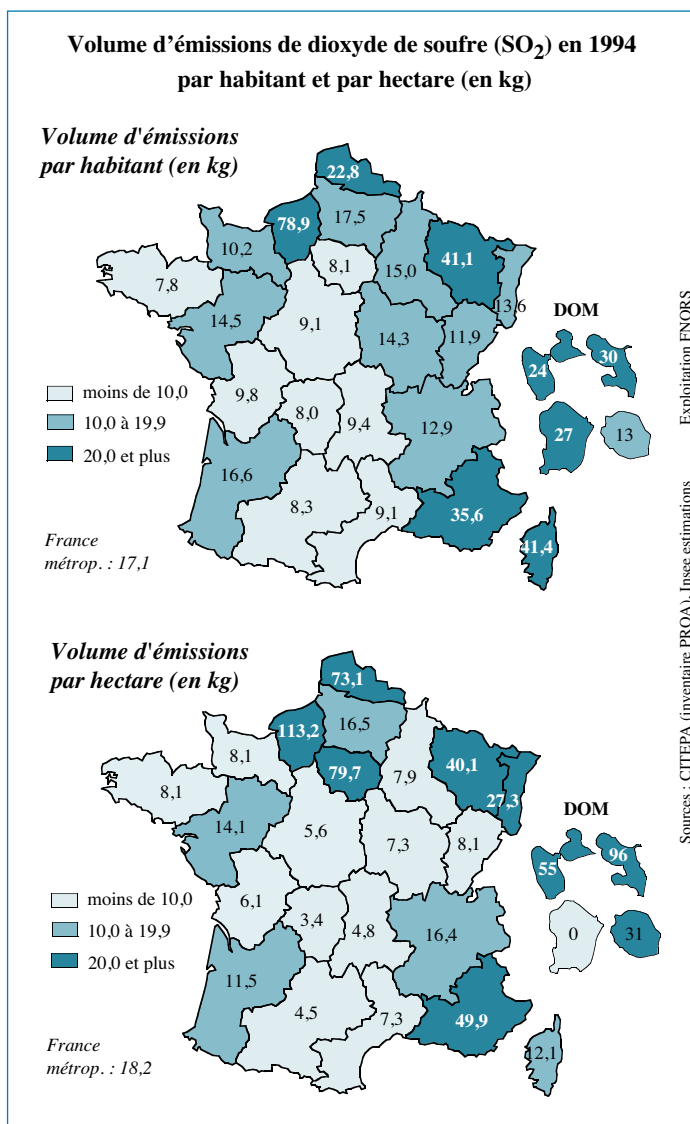 Volume d'émissions de dioxyde de soufre (SO2) en 1994
par habitant et par hectare (en kg)
Volume d'émissions
par habitant (en kg)
22,8
78,9
17,5
10,2
8,1
15,0
41,1
7,8
13,6
14,5
9,1
14,3
11,9
DOM
24
30
moins de 10,0
10,0 à 19,9
20,0 et plus
9,8
8,0
9,4
12,9
27
13
16,6
8,3
9,1
35,6
41,4
France
métrop. : 17,1
Volume d'émissions
par hectare (en kg)
73,1
113,2
16,5
8,1
79,7
7,9
40,1
8,1
27,3
14,1
5,6
7,3
8,1
DOM
55
96
moins de 10,0
10,0 à 19,9
20,0 et plus
6,1
3,4
4,8
16,4
0
31
11,5
4,5
7,3
49,9
12,1
France
métrop. : 18,2
Sources : CITEPA (inventaire PROA), Insee estimations Exploitation FNORS